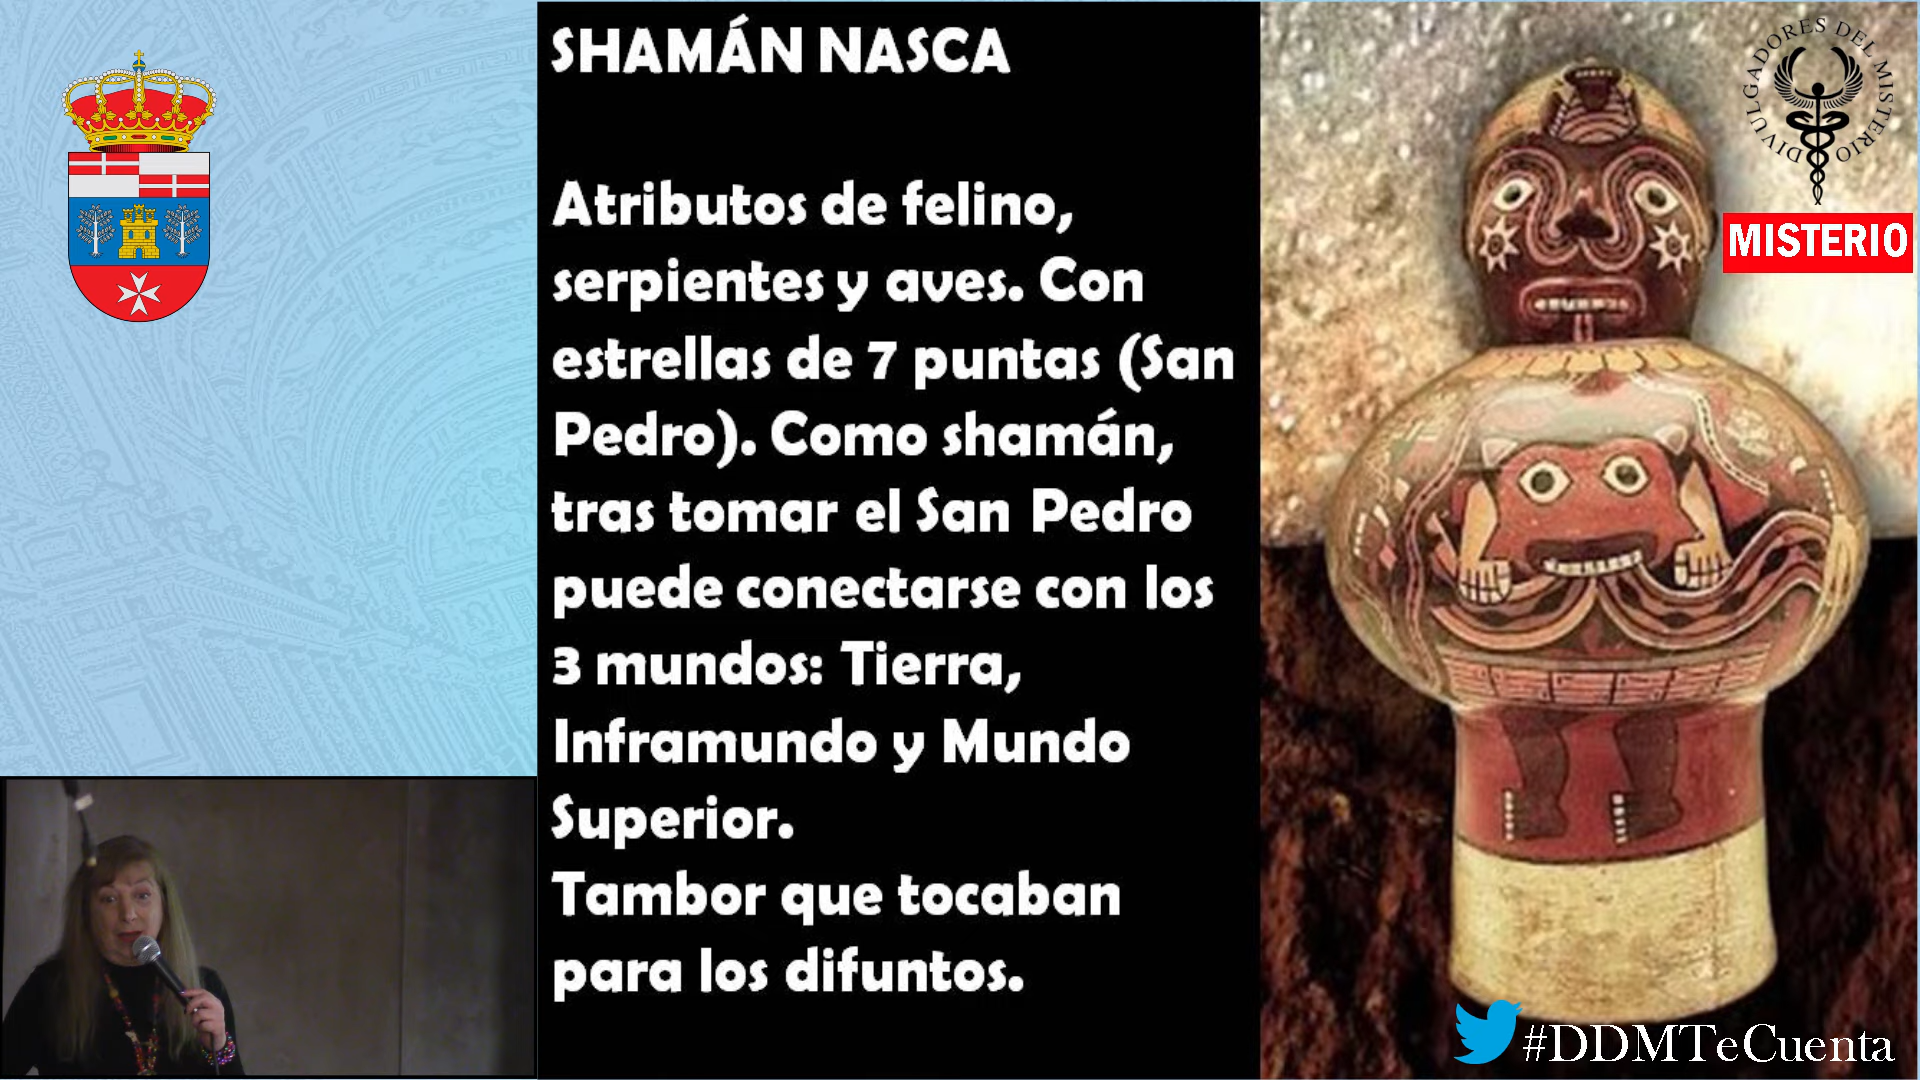 SHAMÁN NASCA
Atributos de felino,
serpientes y aves. Con
estrellas de 7 puntas (San
Pedro). Como shamán,
tras tomar el San Pedro
puede conectarse con los
3 mundos: Tierra,
Inframundo y Mundo
Superior.
Tambor que tocaban
para los difuntos.
DIVULGADORES DEL MISTERIO
MISTERIO
#DDMTeCuenta